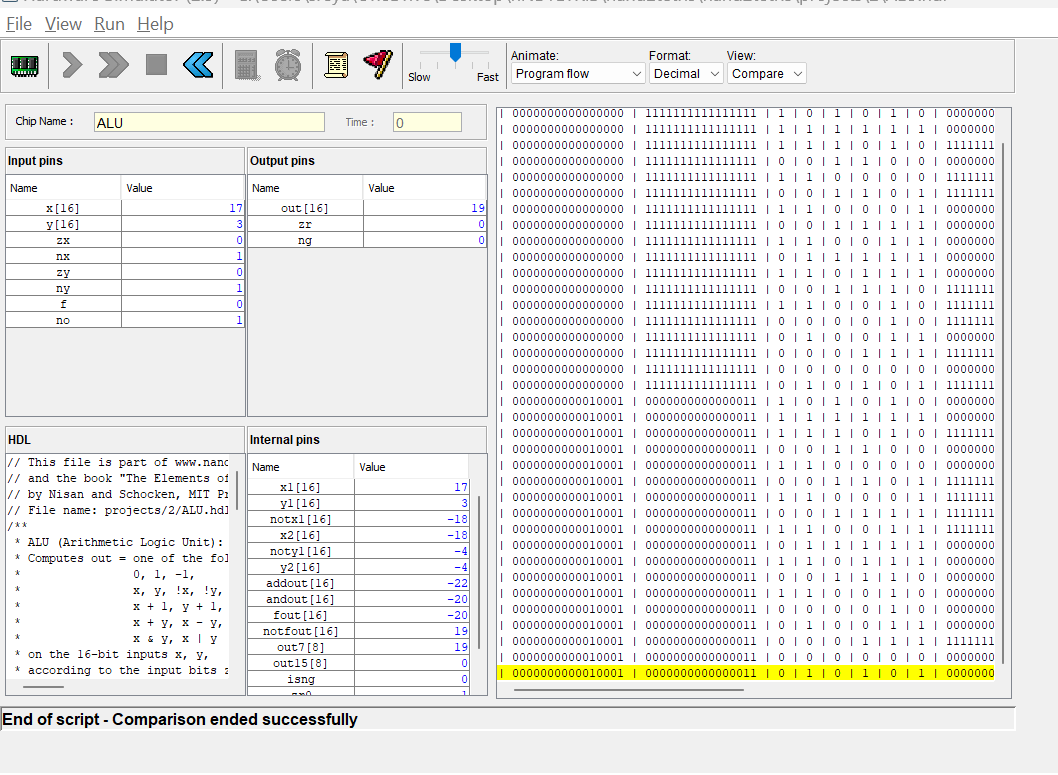 File View Run Help
Slow Fast
Animate: Format: View:
Program flow Decimal Compare
Chip Name : ALU Time : 0
Input pins
Name Value
x[16] 17
y[16] 3
zx 0
nx 1
zy 0
ny 1
f 0
no 1
Output pins
Name Value
out[16] 19
zr 0
ng 0
HDL
// This file is part of www.nand
// and the book "The Elements of
// by Nisan and Schocken, MIT Pr
// File name: projects/2/ALU.hdl
/**
* ALU (Arithmetic Logic Unit):
* Computes out = one of the fol
* 0, 1, -1,
* x, y, !x, !y,
* x + 1, y + 1,
* x + y, x - y,
* x & y, x | y
* on the 16-bit inputs x, y,
* according to the input bits z
Internal pins
Name Value
x1[16] 17
y1[16] 3
notx1[16] -18
x2[16] -18
noty1[16] -4
y2[16] -4
addout[16] -22
andout[16] -20
fout[16] -20
notfout[16] 19
out7[8] 19
out15[8] 0
isng 0
| 0000000000000000 | 1111111111111111 | 1 | 0 | 1 | 0 | 1 | 0 | 0000000
| 0000000000000000 | 1111111111111111 | 1 | 1 | 1 | 1 | 1 | 1 | 0000000
| 0000000000000000 | 1111111111111111 | 1 | 1 | 1 | 0 | 1 | 0 | 1111111
| 0000000000000000 | 1111111111111111 | 0 | 0 | 1 | 1 | 0 | 0 | 0000000
| 0000000000000000 | 1111111111111111 | 1 | 1 | 0 | 0 | 0 | 0 | 1111111
| 0000000000000000 | 1111111111111111 | 0 | 0 | 1 | 1 | 0 | 1 | 1111111
| 0000000000000000 | 1111111111111111 | 1 | 1 | 0 | 0 | 0 | 1 | 0000000
| 0000000000000000 | 1111111111111111 | 0 | 0 | 1 | 1 | 1 | 1 | 0000000
| 0000000000000000 | 1111111111111111 | 1 | 1 | 0 | 0 | 1 | 1 | 0000000
| 0000000000000000 | 1111111111111111 | 0 | 1 | 1 | 1 | 1 | 1 | 0000000
| 0000000000000000 | 1111111111111111 | 1 | 1 | 0 | 1 | 1 | 1 | 0000000
| 0000000000000000 | 1111111111111111 | 0 | 0 | 1 | 1 | 1 | 0 | 1111111
| 0000000000000000 | 1111111111111111 | 1 | 1 | 0 | 0 | 1 | 0 | 1111111
| 0000000000000000 | 1111111111111111 | 0 | 0 | 0 | 0 | 1 | 0 | 1111111
| 0000000000000000 | 1111111111111111 | 0 | 1 | 0 | 0 | 1 | 1 | 0000000
| 0000000000000000 | 1111111111111111 | 0 | 0 | 0 | 1 | 1 | 1 | 1111111
| 0000000000000000 | 1111111111111111 | 0 | 0 | 0 | 0 | 0 | 0 | 0000000
| 0000000000000000 | 1111111111111111 | 0 | 1 | 0 | 1 | 0 | 1 | 1111111
| 0000000000010001 | 0000000000000011 | 1 | 0 | 1 | 0 | 1 | 0 | 0000000
| 0000000000010001 | 0000000000000011 | 1 | 1 | 1 | 1 | 1 | 1 | 0000000
| 0000000000010001 | 0000000000000011 | 1 | 1 | 1 | 0 | 1 | 0 | 1111111
| 0000000000010001 | 0000000000000011 | 0 | 0 | 1 | 1 | 0 | 0 | 0000000
| 0000000000010001 | 0000000000000011 | 1 | 1 | 0 | 0 | 0 | 0 | 0000000
| 0000000000010001 | 0000000000000011 | 0 | 0 | 1 | 1 | 0 | 1 | 1111111
| 0000000000010001 | 0000000000000011 | 1 | 1 | 0 | 0 | 0 | 1 | 1111111
| 0000000000010001 | 0000000000000011 | 0 | 0 | 1 | 1 | 1 | 1 | 1111111
| 0000000000010001 | 0000000000000011 | 1 | 1 | 0 | 0 | 1 | 1 | 1111111
| 0000000000010001 | 0000000000000011 | 0 | 1 | 1 | 1 | 1 | 1 | 0000000
| 0000000000010001 | 0000000000000011 | 1 | 1 | 0 | 1 | 1 | 1 | 0000000
| 0000000000010001 | 0000000000000011 | 0 | 0 | 1 | 1 | 1 | 0 | 0000000
| 0000000000010001 | 0000000000000011 | 1 | 1 | 0 | 0 | 1 | 0 | 0000000
| 0000000000010001 | 0000000000000011 | 0 | 0 | 0 | 0 | 1 | 0 | 0000000
| 0000000000010001 | 0000000000000011 | 0 | 1 | 0 | 0 | 1 | 1 | 0000000
| 0000000000010001 | 0000000000000011 | 0 | 0 | 0 | 1 | 1 | 1 | 1111111
| 0000000000010001 | 0000000000000011 | 0 | 0 | 0 | 0 | 0 | 0 | 0000000
| 0000000000010001 | 0000000000000011 | 0 | 1 | 0 | 1 | 0 | 1 | 0000000
End of script - Comparison ended successfully